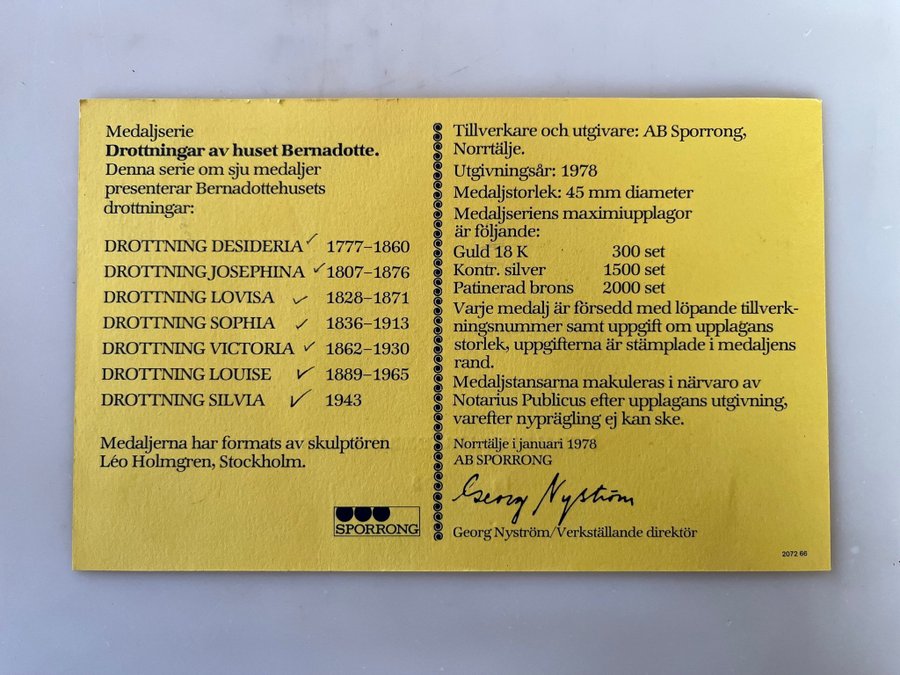 Medaljserie
Drottningar av huset Bernadotte.
Denna serie om sju medaljer
presenterar Bernadottehusets
drottningar:
DROTTNING DESIDERIA ✓ 1777–1860
DROTTNING JOSEPHINA ✓ 1807–1876
DROTTNING LOVISA ✓ 1828–1871
DROTTNING SOPHIA ✓ 1836–1913
DROTTNING VICTORIA ✓ 1862–1930
DROTTNING LOUISE ✓ 1889–1965
DROTTNING SILVIA ✓ 1943
Medaljerna har formats av skulptören
Léo Holmgren, Stockholm.
SPORRONG
Tillverkare och utgivare: AB Sporrong,
Norrtälje.
Utgivningsår: 1978
Medaljstorlek: 45 mm diameter
Medaljseriens maximiupplagor
är följande:
Guld 18 K 300 set
Kontr. silver 1500 set
Patinerad brons 2000 set
Varje medalj är försedd med löpande tillverk-
ningsnummer samt uppgift om upplagans
storlek, uppgifterna är stämplade i medaljens
rand.
Medaljstansarna makuleras i närvaro av
Notarius Publicus efter upplagans utgivning,
varefter nyprägling ej kan ske.
Norrtälje i januari 1978
AB SPORRONG
Georg Nyström
Georg Nyström/Verkställande direktör
2072 66